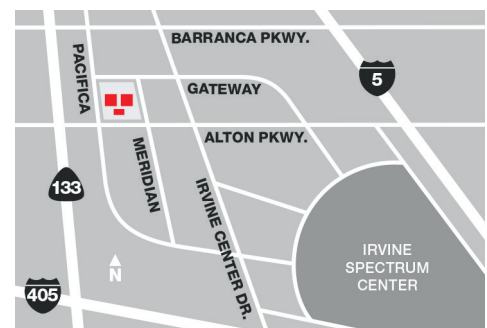 BARRANCA PKWY.
PACIFICA
5
GATEWAY
ALTON PKWY.
MERIDIAN
133
IRVINE CENTER DR.
IRVINE
SPECTRUM
CENTER
N
405